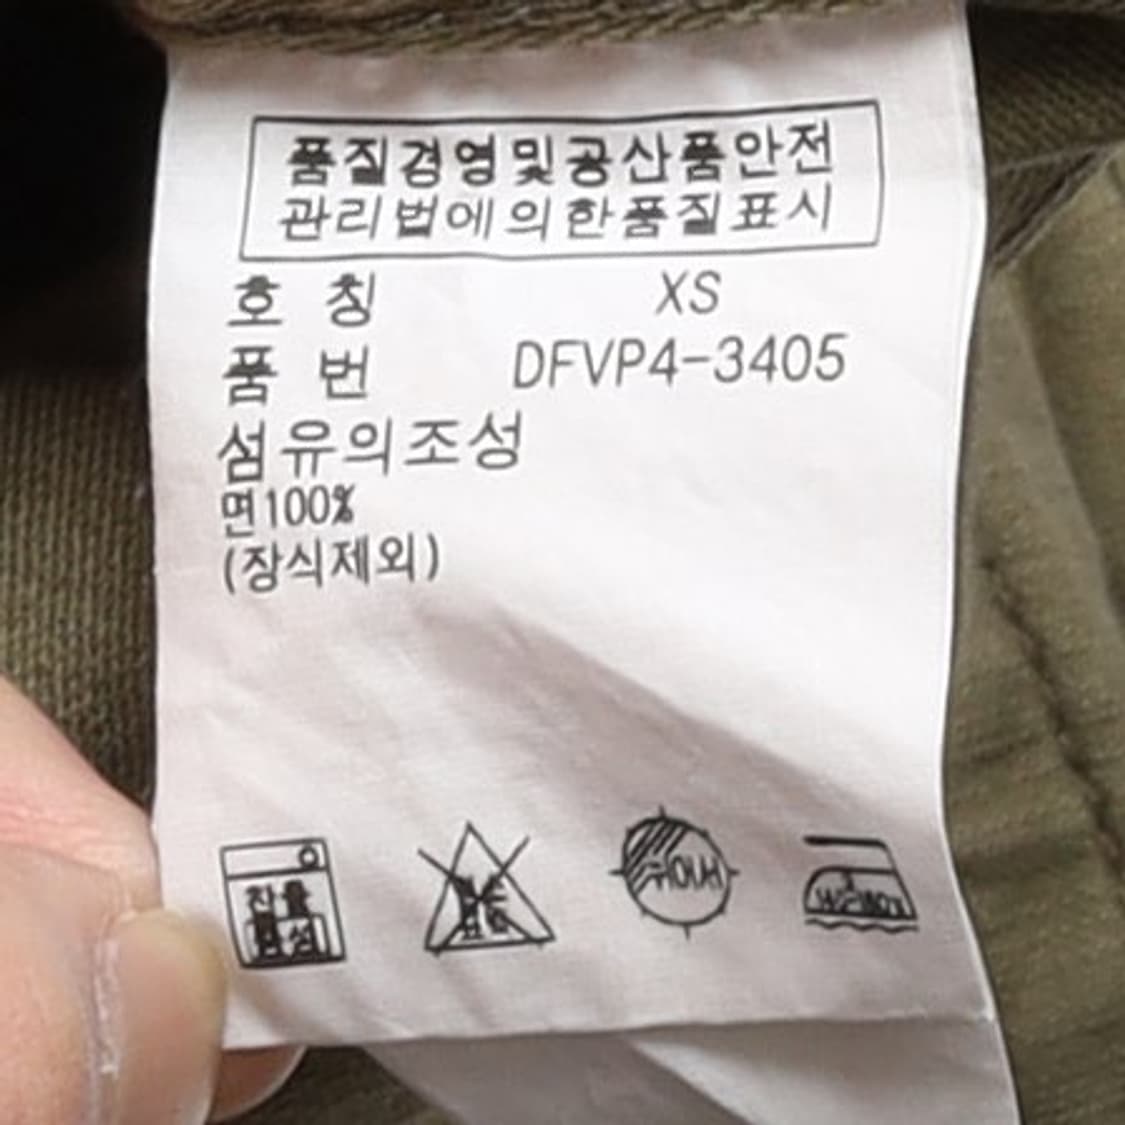 품질경영및공산품안전
관리법에의한품질표시
호 칭 XS
품 번 DFVP4-3405
섬유의조성
면100%
(장식제외)